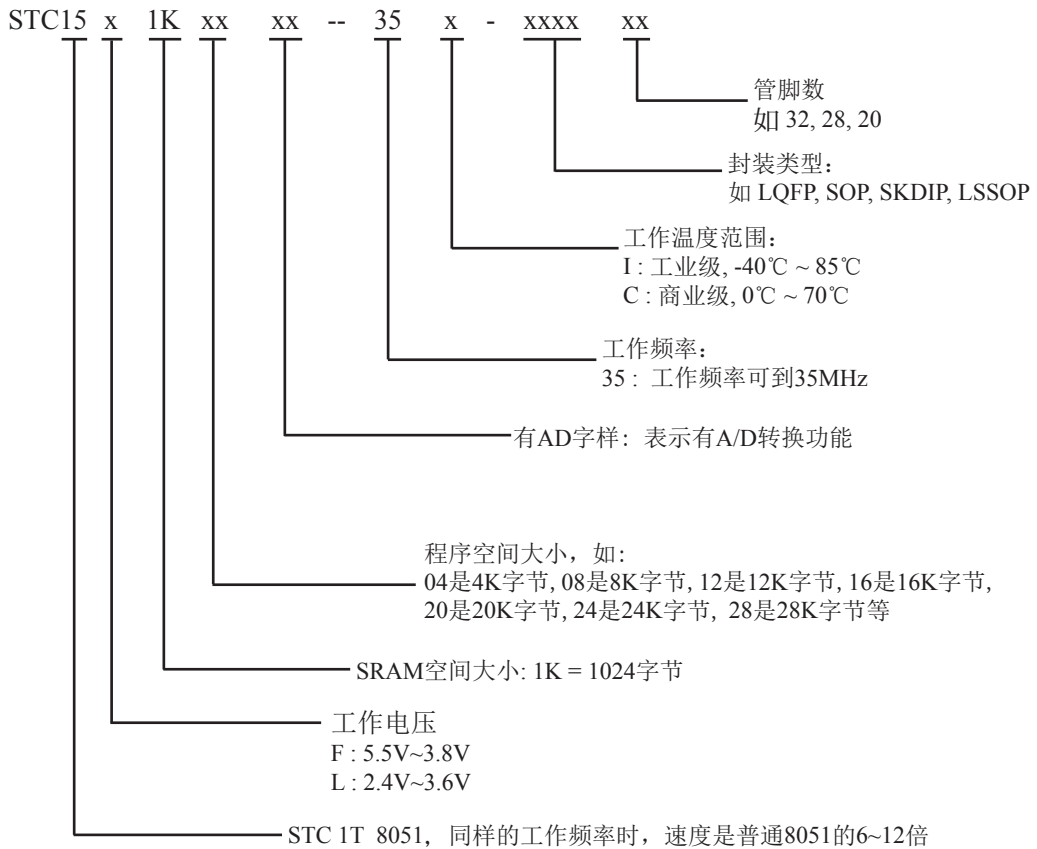 STC15 x 1K xx xx -- 35 x - xxxx xx
管脚数
如 32, 28, 20
封装类型：
如 LQFP, SOP, SKDIP, LSSOP
工作温度范围：
I : 工业级, -40℃ ~ 85℃
C : 商业级, 0℃ ~ 70℃
工作频率：
35 : 工作频率可到35MHz
有AD字样：表示有A/D转换功能
程序空间大小，如：
04是4K字节, 08是8K字节, 12是12K字节, 16是16K字节,
20是20K字节, 24是24K字节, 28是28K字节等
SRAM空间大小: 1K = 1024字节
工作电压
F : 5.5V~3.8V
L : 2.4V~3.6V
STC 1T 8051，同样的工作频率时，速度是普通8051的6~12倍